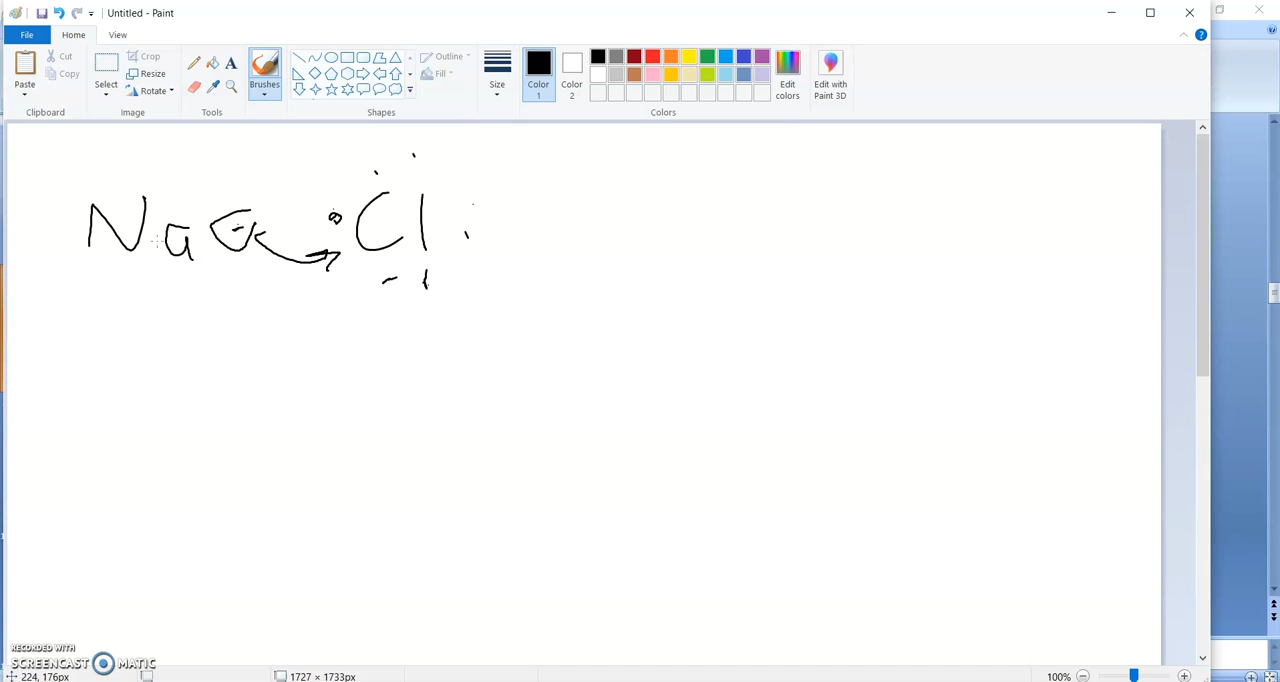 Untitled - Paint
File
Home
View
Paste
Cut
Copy
Clipboard
Select
Crop
Resize
Rotate
Image
A
Tools
Brushes
Outline
Fill
Shapes
Size
Color 1
Color 2
Edit colors
Colors
Edit with Paint 3D
Na Cl
RECORDED WITH
SCREENCAST MATIC
224, 176px
1727 × 1733px
100%